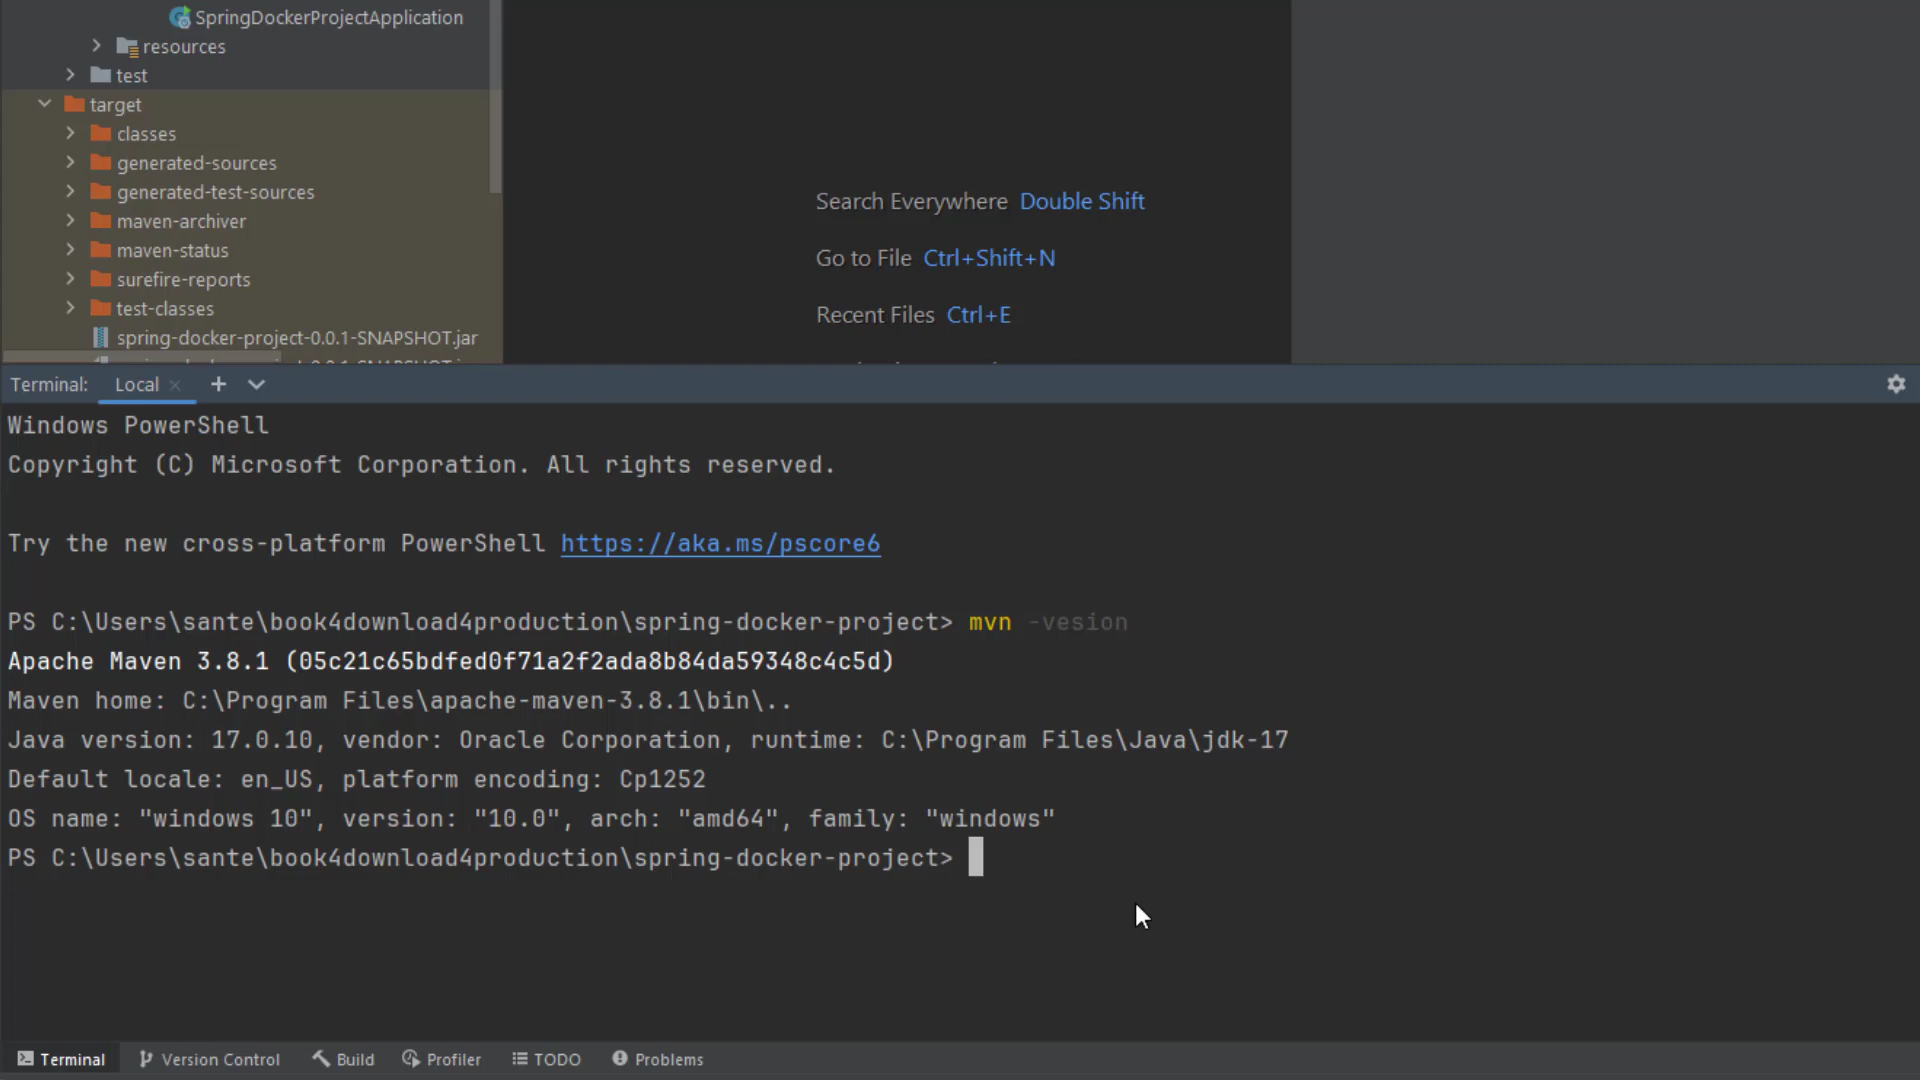 SpringDockerProjectApplication
resources
test
target
classes
generated-sources
generated-test-sources
maven-archiver
maven-status
surefire-reports
test-classes
spring-docker-project-0.0.1-SNAPSHOT.jar
Search Everywhere Double Shift
Go to File Ctrl+Shift+N
Recent Files Ctrl+E
Terminal: Local
Windows PowerShell
Copyright (C) Microsoft Corporation. All rights reserved.
Try the new cross-platform PowerShell https://aka.ms/pscore6
PS C:\Users\sante\book4download4production\spring-docker-project> mvn -vesion
Apache Maven 3.8.1 (05c21c65bdfed0f71a2f2ada8b84da59348c4c5d)
Maven home: C:\Program Files\apache-maven-3.8.1\bin\..
Java version: 17.0.10, vendor: Oracle Corporation, runtime: C:\Program Files\Java\jdk-17
Default locale: en_US, platform encoding: Cp1252
OS name: "windows 10", version: "10.0", arch: "amd64", family: "windows"
PS C:\Users\sante\book4download4production\spring-docker-project>
Terminal Version Control Build Profiler TODO Problems